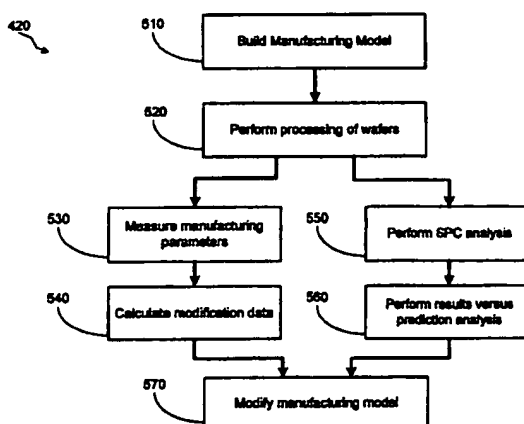 420
510
Build Manufacturing Model
520
Perform processing of wafers
530
Measure manufacturing
parameters
550
Perform SPC analysis
540
Calculate modification data
560
Perform results versus
prediction analysis
570
Modify manufacturing model